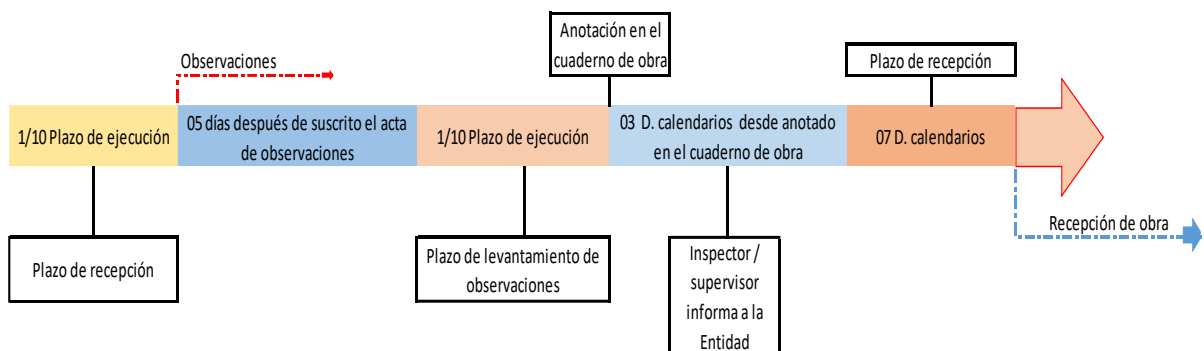 Anotación en el
cuaderno de obra
Observaciones
Plazo de recepción
1/10 Plazo de ejecución
05 días después de suscrito el acta
de observaciones
1/10 Plazo de ejecución
03 D. calendarios desde anotado
en el cuaderno de obra
07 D. calendarios
Recepción de obra
Plazo de recepción
Plazo de levantamiento de
observaciones
Inspector /
supervisor
informa a la
Entidad